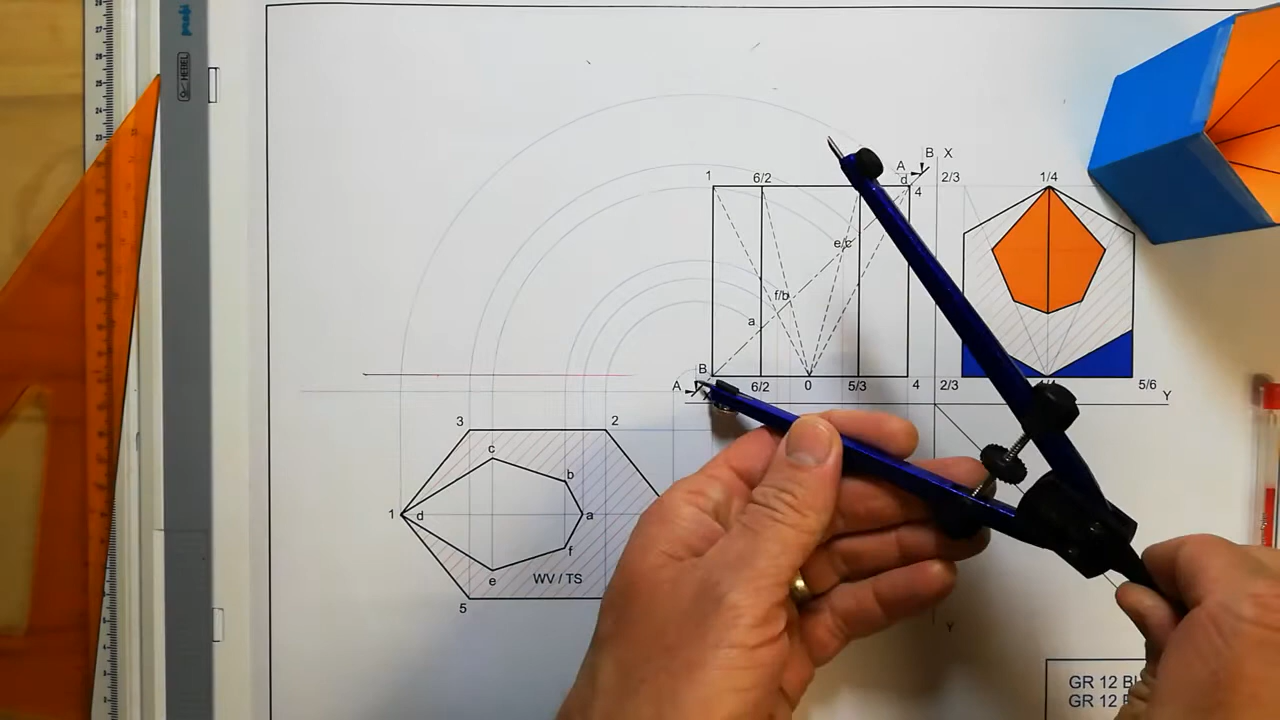 HEBEL
B X
A
d
1 6/2 4 2/3 1/4
e/c
f/b
a
B
A X 6/2 0 5/3 4 2/3 5/6 Y
3 2
c
b
1 d a
f
e WV / TS
5
Y
GR 12
GR 12